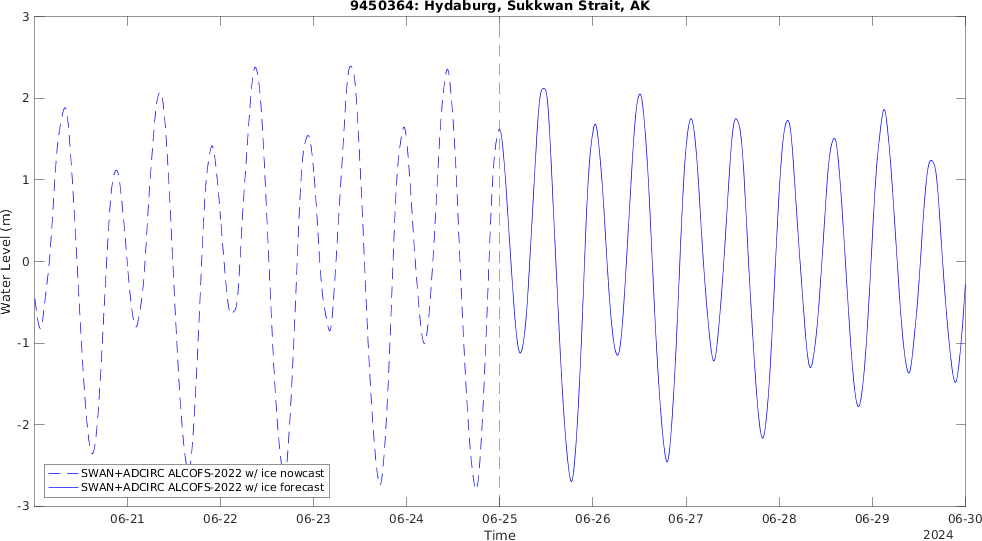 9450364: Hydaburg, Sukkwan Strait, AK
3
2
1
0
-1
-2
-3
Water Level (m)
SWAN+ADCIRC ALCOFS-2022 w/ ice nowcast
SWAN+ADCIRC ALCOFS-2022 w/ ice forecast
06-21 06-22 06-23 06-24 06-25 06-26 06-27 06-28 06-29 06-30
Time
2024